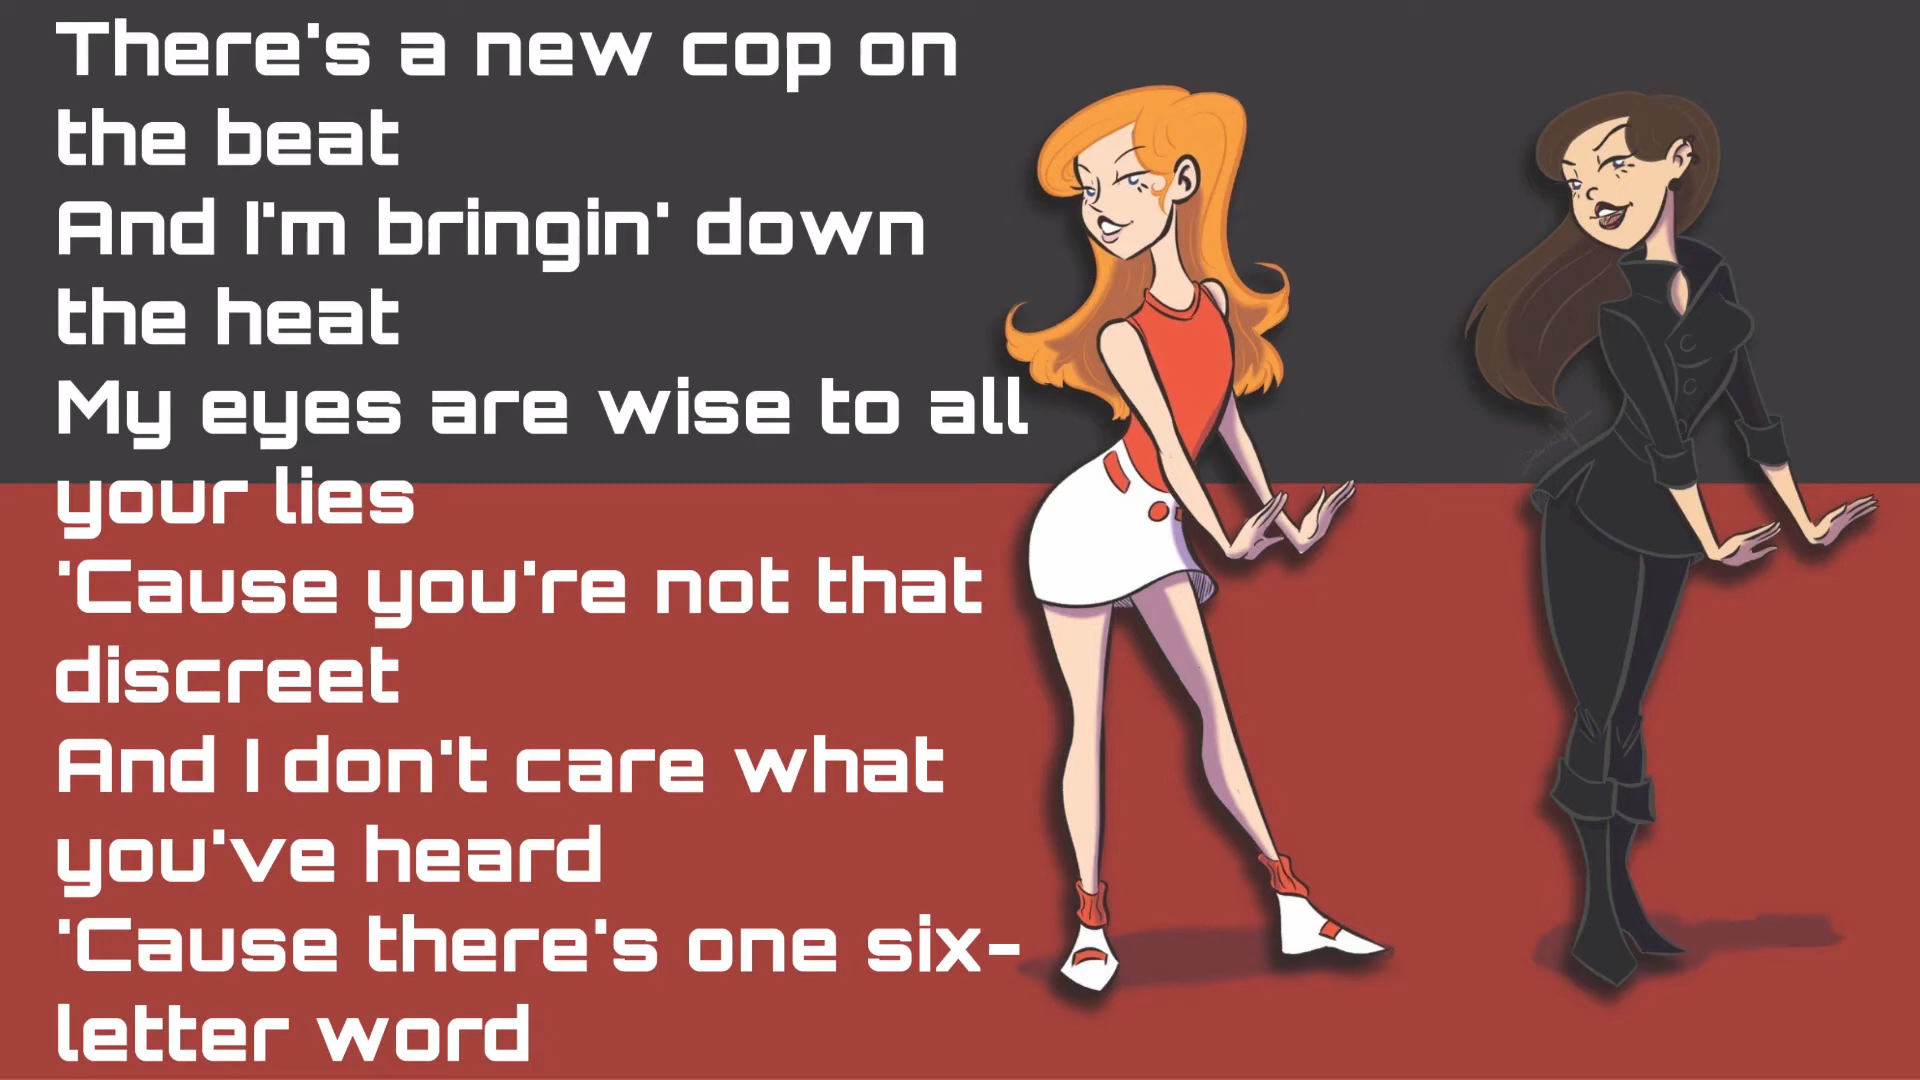 There's a new cop on
the beat
And I'm bringin' down
the heat
My eyes are wise to all
your lies
'Cause you're not that
discreet
And I don't care what
you've heard
'Cause there's one six-
letter word